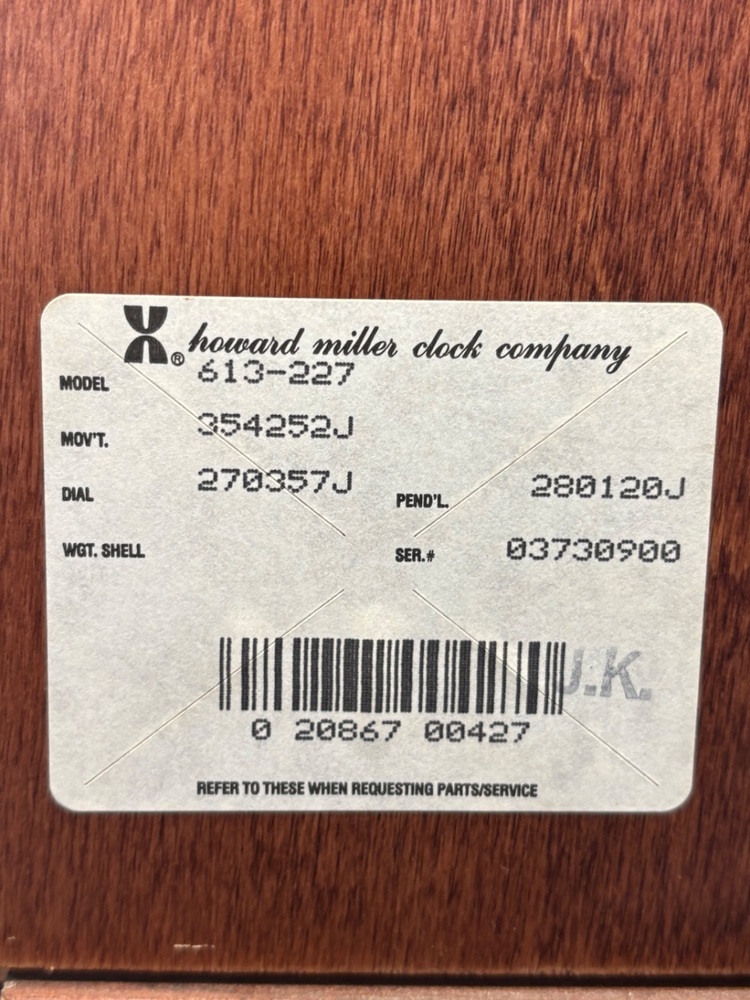 ® howard miller clock company
MODEL 613-227
MOV'T. 354252J
DIAL 270357J PEND'L. 280120J
WGT. SHELL SER.# 03730900
J.K.
0 20867 00427
REFER TO THESE WHEN REQUESTING PARTS/SERVICE